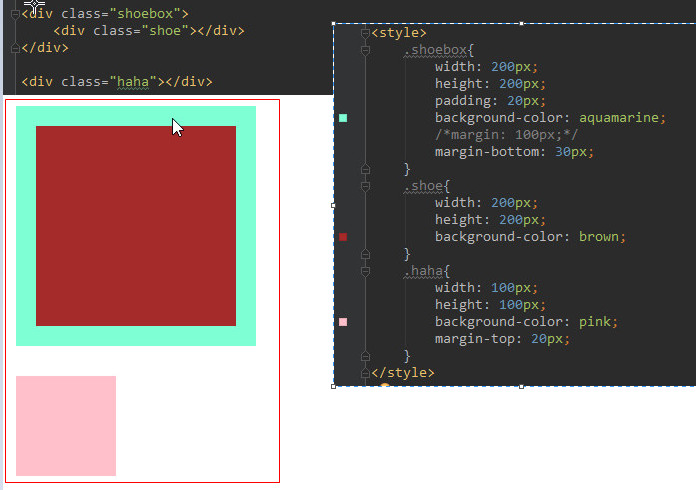 <div class="shoebox">
<div class="shoe"></div>
</div>
<div class="haha"></div>
<style>
.shoebox{
width: 200px;
height: 200px;
padding: 20px;
background-color: aquamarine;
/*margin: 100px;*/
margin-bottom: 30px;
}
.shoe{
width: 200px;
height: 200px;
background-color: brown;
}
.haha{
width: 100px;
height: 100px;
background-color: pink;
margin-top: 20px;
}
</style>